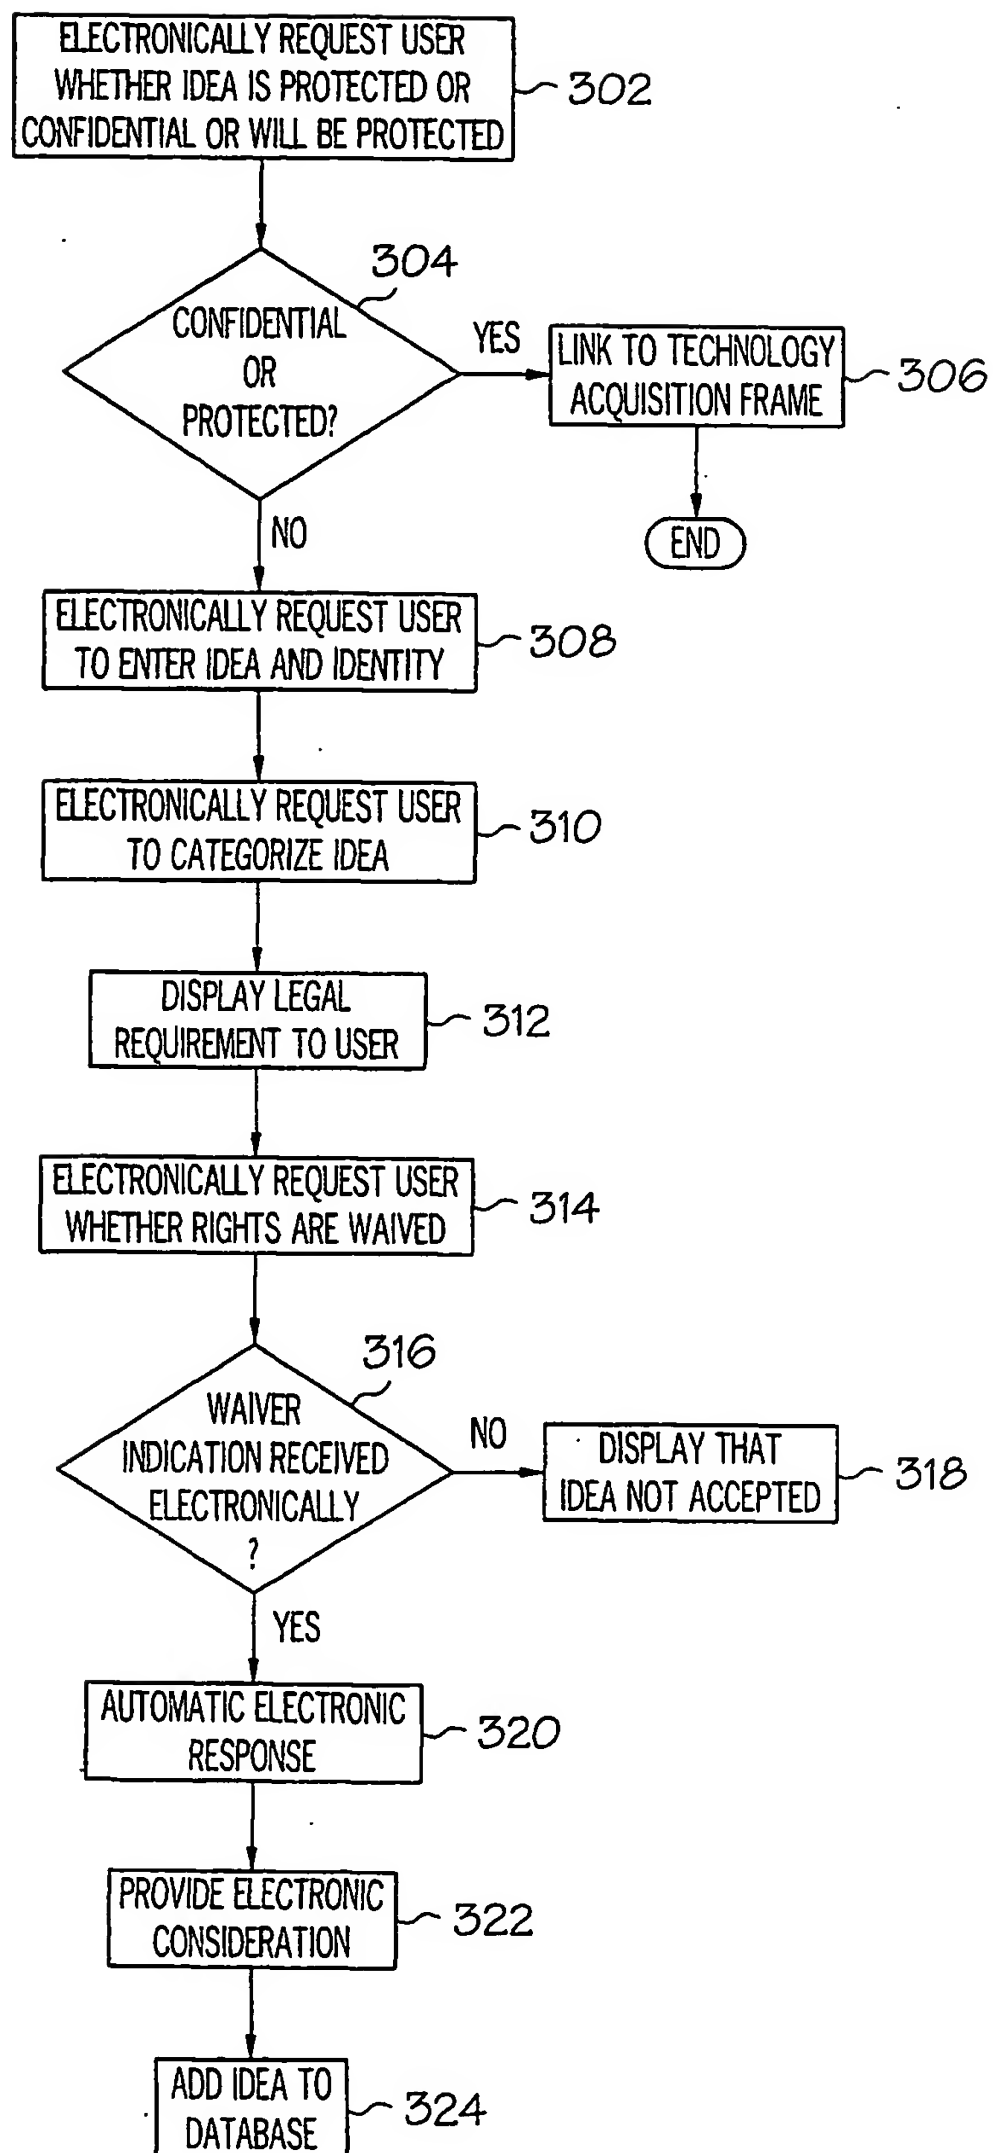 ELECTRONICALLY REQUEST USER
WHETHER IDEA IS PROTECTED OR
CONFIDENTIAL OR WILL BE PROTECTED
302
304
CONFIDENTIAL
OR
PROTECTED?
YES
LINK TO TECHNOLOGY
ACQUISITION FRAME
306
END
NO
ELECTRONICALLY REQUEST USER
TO ENTER IDEA AND IDENTITY
308
ELECTRONICALLY REQUEST USER
TO CATEGORIZE IDEA
310
DISPLAY LEGAL
REQUIREMENT TO USER
312
ELECTRONICALLY REQUEST USER
WHETHER RIGHTS ARE WAIVED
314
316
WAIVER
INDICATION RECEIVED
ELECTRONICALLY
?
NO
DISPLAY THAT
IDEA NOT ACCEPTED
318
YES
AUTOMATIC ELECTRONIC
RESPONSE
320
PROVIDE ELECTRONIC
CONSIDERATION
322
ADD IDEA TO
DATABASE
324